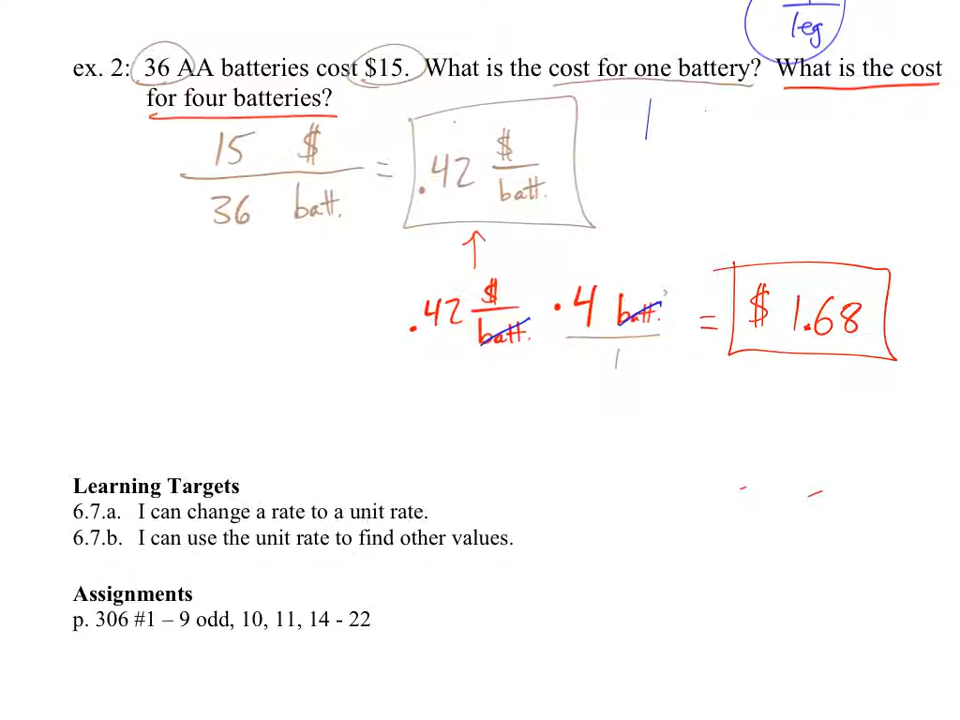 leg
ex. 2: 36 AA batteries cost $15. What is the cost for one battery? What is the cost
for four batteries?
15 $ / 36 batt. = .42 $ / batt.
.42 $ / batt. · 4 batt. / 1 = $ 1.68
Learning Targets
6.7.a. I can change a rate to a unit rate.
6.7.b. I can use the unit rate to find other values.
Assignments
p. 306 #1 – 9 odd, 10, 11, 14 - 22